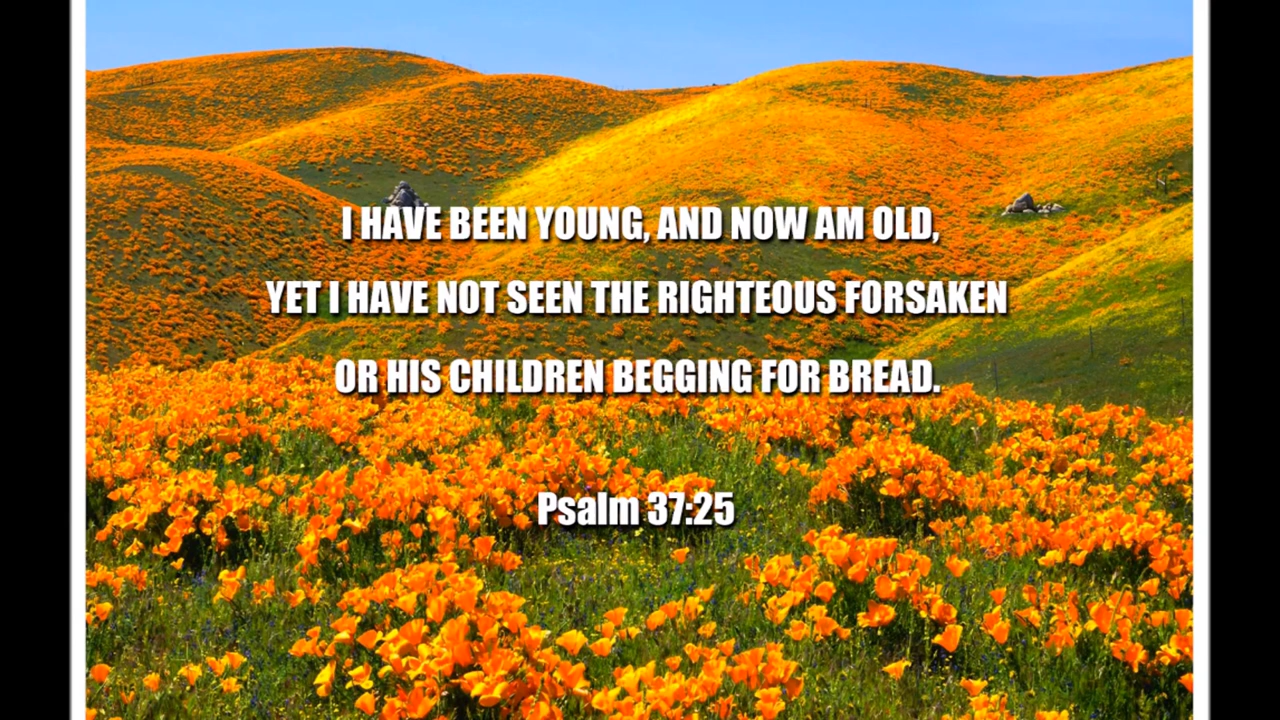 I HAVE BEEN YOUNG, AND NOW AM OLD,
YET I HAVE NOT SEEN THE RIGHTEOUS FORSAKEN
OR HIS CHILDREN BEGGING FOR BREAD.
Psalm 37:25